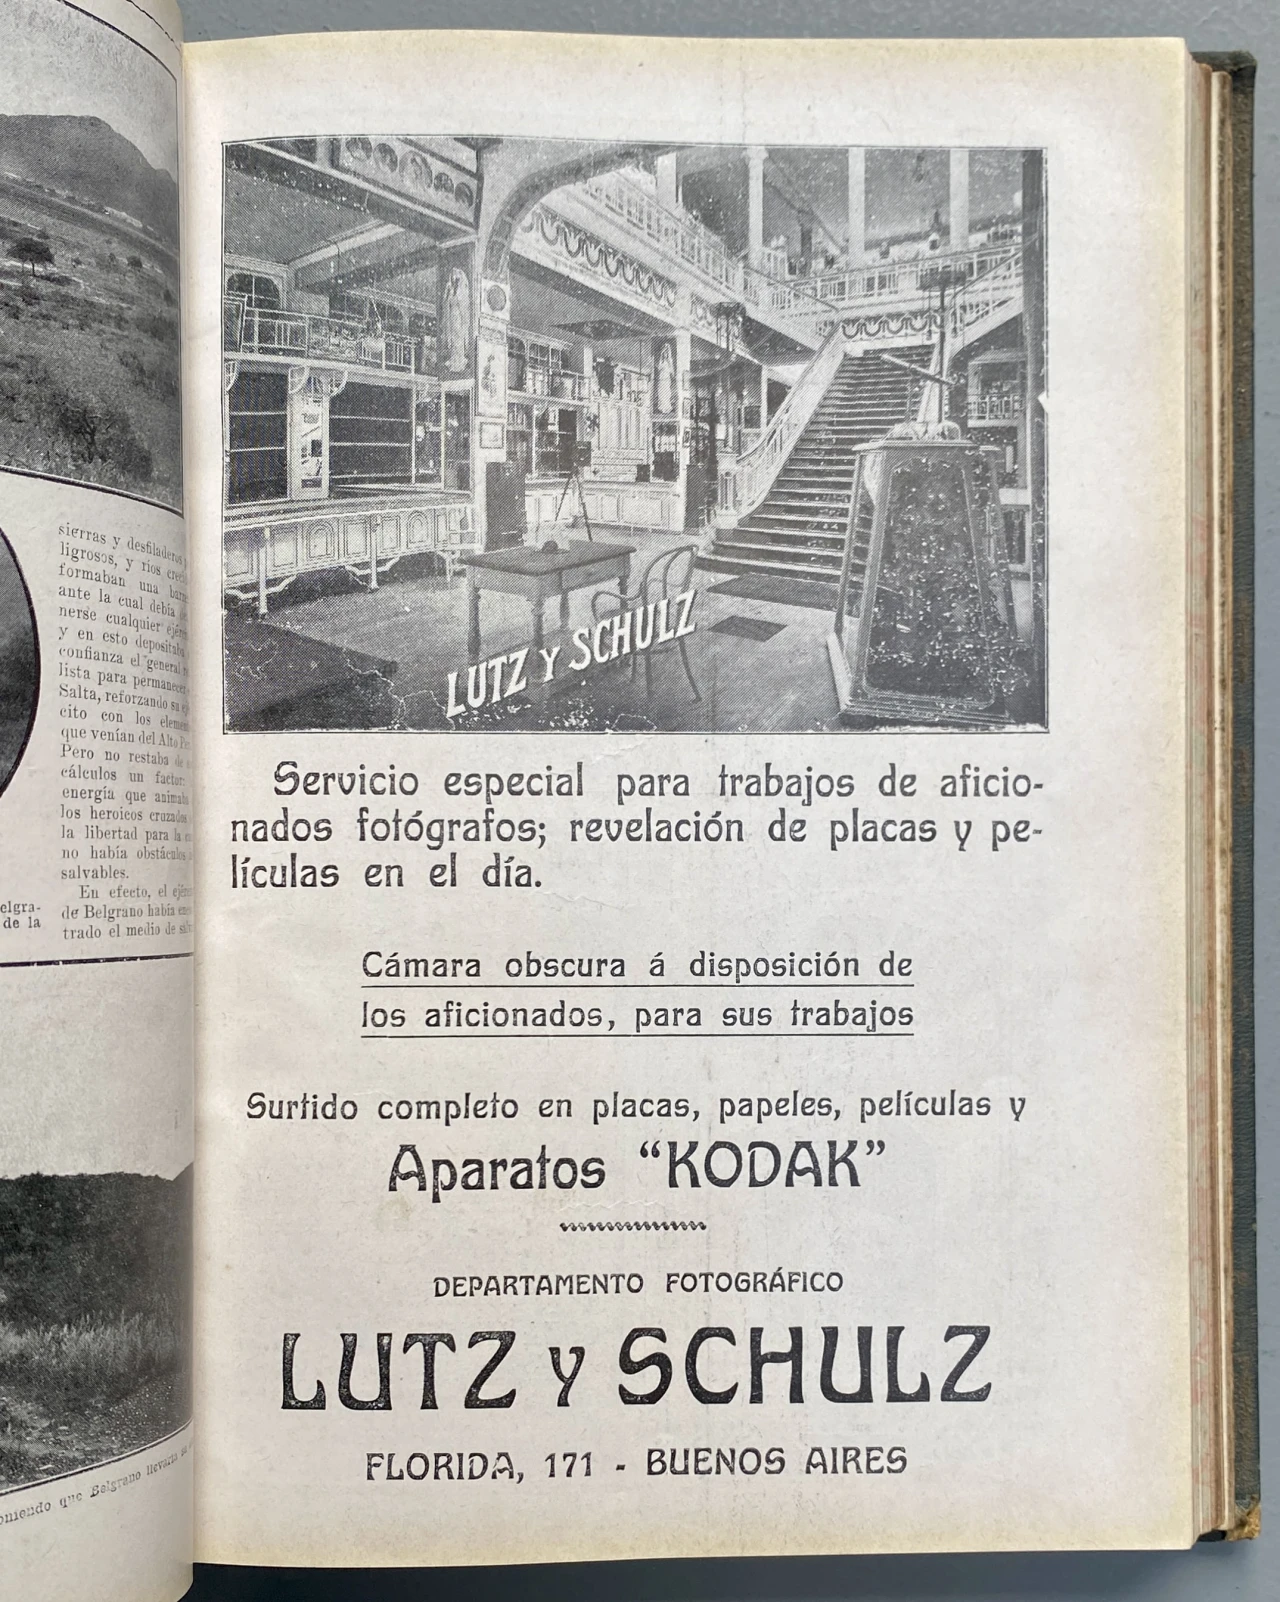 sierras y desfiladeros
ligrosos, y ríos
formaban una
ante la cual debía
nerse cualquier
y en esto depositaba
confianza el general
lista para permanecer
Salta, reforzando su
cito con los
que venían del Alto
Pero no restaba
cálculos un factor:
energía que animaba
los heroicos cruzados
la libertad para la
no había obstáculos
salvables.
En efecto, el
de Belgrano había
trado el medio de
elgra-
de la
oniendo que Belgrano llevaría su
LUTZ Y SCHULZ
Servicio especial para trabajos de aficio-
nados fotógrafos; revelación de placas y pe-
lículas en el día.
Cámara obscura á disposición de
los aficionados, para sus trabajos
Surtido completo en placas, papeles, películas y
Aparatos "KODAK"
DEPARTAMENTO FOTOGRÁFICO
LUTZ y SCHULZ
FLORIDA, 171 - BUENOS AIRES